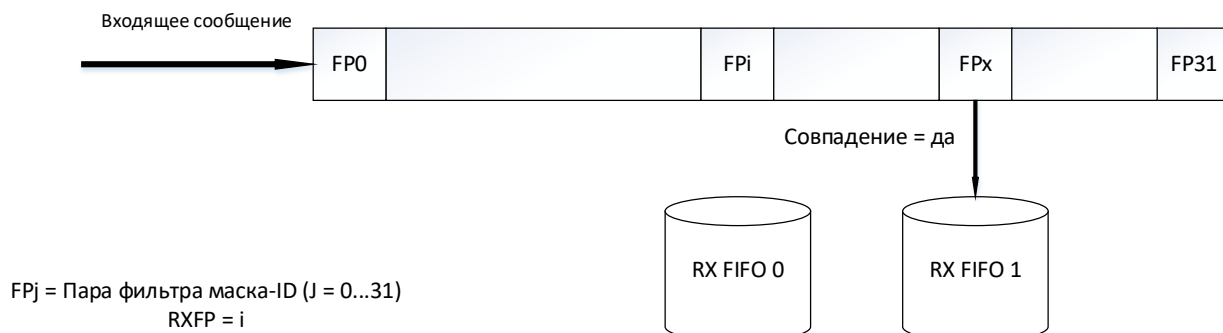 Входящее сообщение
FP0 FPi FPx FP31
Совпадение = да
RX FIFO 0 RX FIFO 1
FPj = Пара фильтра маска-ID (J = 0...31)
RXFP = i